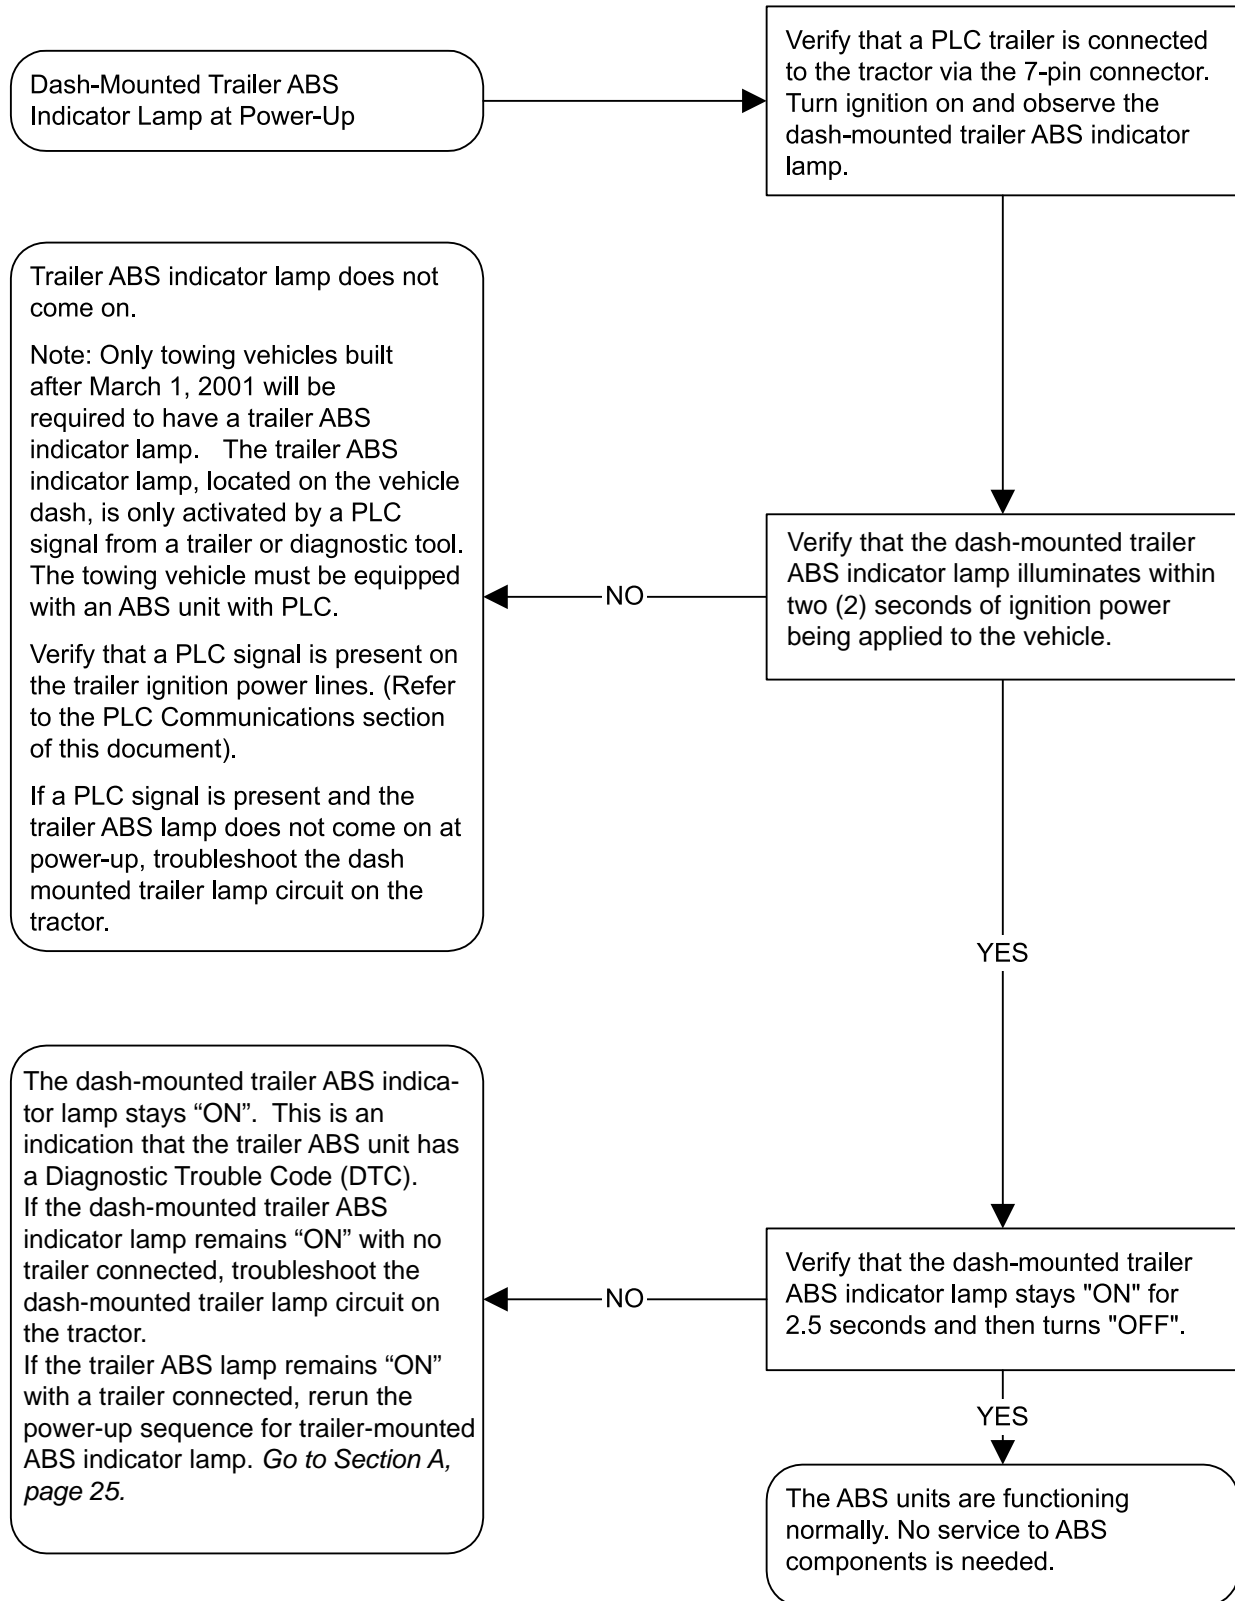 Dash-Mounted Trailer ABS
Indicator Lamp at Power-Up
Verify that a PLC trailer is connected
to the tractor via the 7-pin connector.
Turn ignition on and observe the
dash-mounted trailer ABS indicator
lamp.
Trailer ABS indicator lamp does not
come on.
Note: Only towing vehicles built
after March 1, 2001 will be
required to have a trailer ABS
indicator lamp. The trailer ABS
indicator lamp, located on the vehicle
dash, is only activated by a PLC
signal from a trailer or diagnostic tool.
The towing vehicle must be equipped
with an ABS unit with PLC.
Verify that a PLC signal is present on
the trailer ignition power lines. (Refer
to the PLC Communications section
of this document).
If a PLC signal is present and the
trailer ABS lamp does not come on at
power-up, troubleshoot the dash
mounted trailer lamp circuit on the
tractor.
NO
Verify that the dash-mounted trailer
ABS indicator lamp illuminates within
two (2) seconds of ignition power
being applied to the vehicle.
YES
The dash-mounted trailer ABS indica-
tor lamp stays “ON”. This is an
indication that the trailer ABS unit has
a Diagnostic Trouble Code (DTC).
If the dash-mounted trailer ABS
indicator lamp remains “ON” with no
trailer connected, troubleshoot the
dash-mounted trailer lamp circuit on
the tractor.
If the trailer ABS lamp remains “ON”
with a trailer connected, rerun the
power-up sequence for trailer-mounted
ABS indicator lamp. Go to Section A,
page 25.
NO
Verify that the dash-mounted trailer
ABS indicator lamp stays "ON" for
2.5 seconds and then turns "OFF".
YES
The ABS units are functioning
normally. No service to ABS
components is needed.